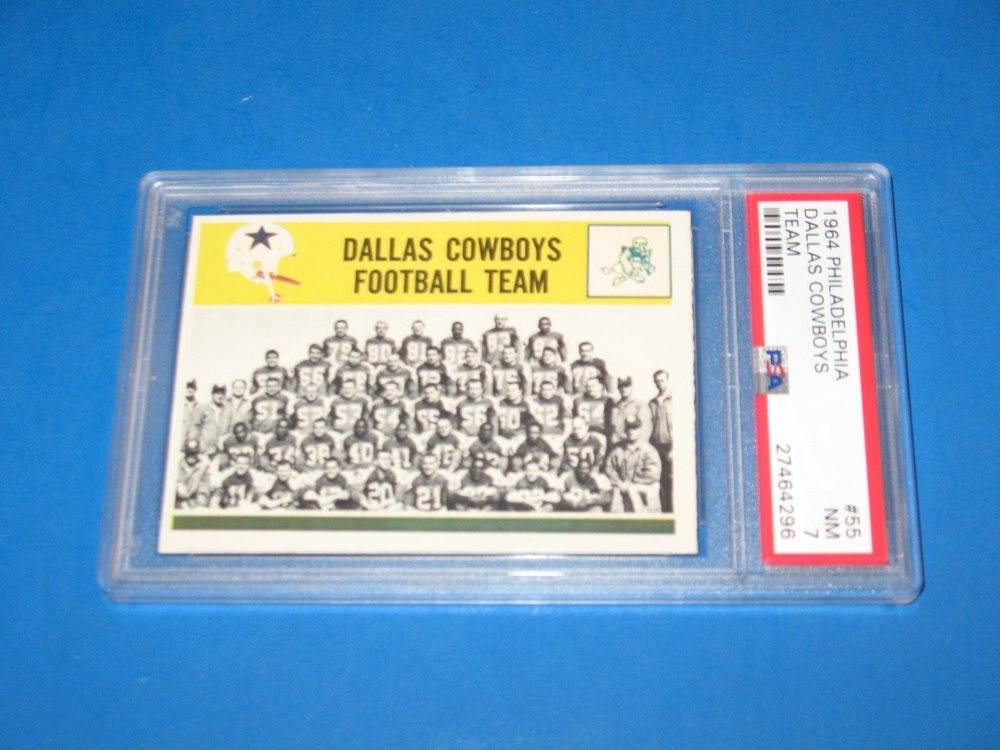 DALLAS COWBOYS
FOOTBALL TEAM
1964 PHILADELPHIA #55
DALLAS COWBOYS NM
TEAM 7
PSA
27464296